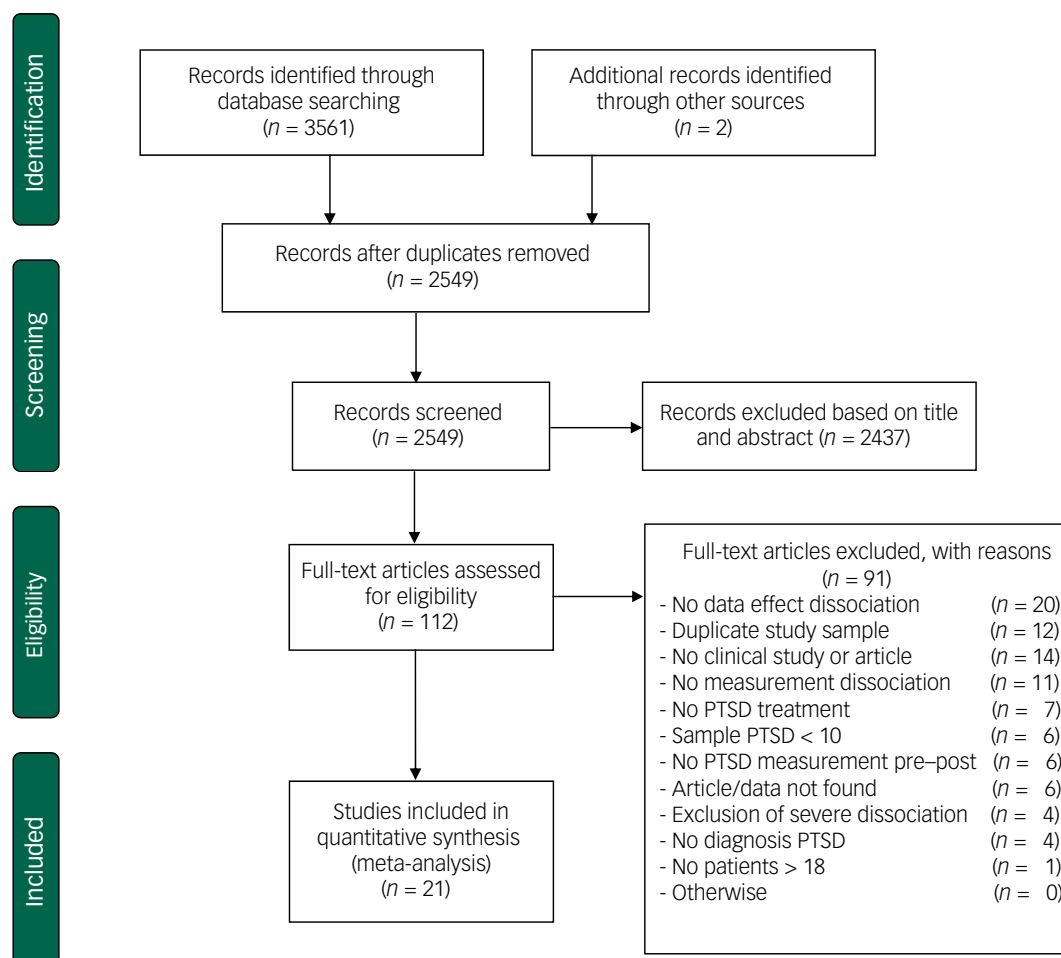 Identification
Records identified through
database searching
(n = 3561)
Additional records identified
through other sources
(n = 2)
Records after duplicates removed
(n = 2549)
Screening
Records screened
(n = 2549)
Records excluded based on title
and abstract (n = 2437)
Eligibility
Full-text articles assessed
for eligibility
(n = 112)
Full-text articles excluded, with reasons
(n = 91)
- No data effect dissociation (n = 20)
- Duplicate study sample (n = 12)
- No clinical study or article (n = 14)
- No measurement dissociation (n = 11)
- No PTSD treatment (n = 7)
- Sample PTSD < 10 (n = 6)
- No PTSD measurement pre–post (n = 6)
- Article/data not found (n = 6)
- Exclusion of severe dissociation (n = 4)
- No diagnosis PTSD (n = 4)
- No patients > 18 (n = 1)
- Otherwise (n = 0)
Included
Studies included in
quantitative synthesis
(meta-analysis)
(n = 21)